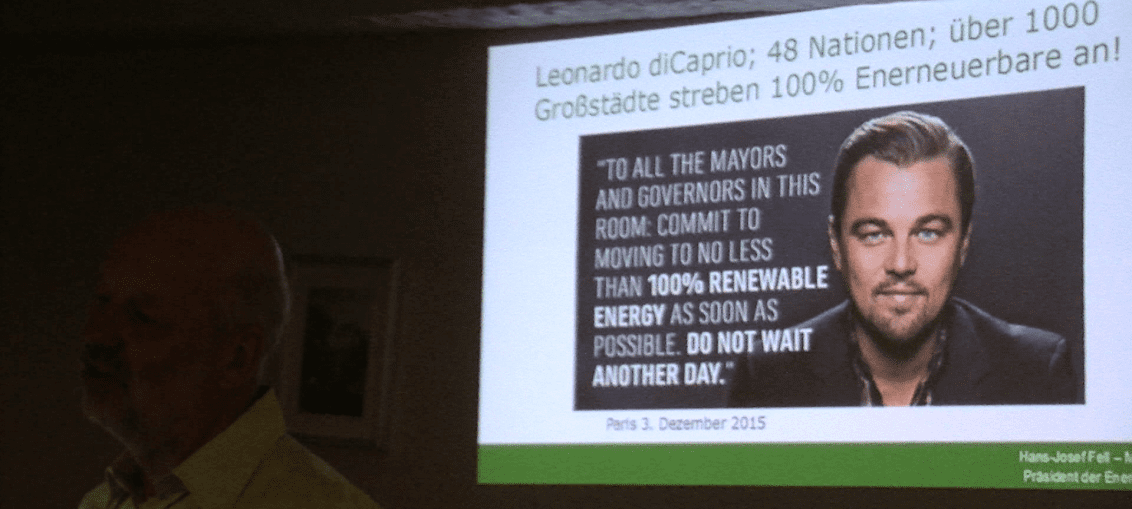 Leonardo diCaprio; 48 Nationen; über 1000
Großstädte streben 100% Enerneuerbare an!
"TO ALL THE MAYORS
AND GOVERNORS IN THIS
ROOM: COMMIT TO
MOVING TO NO LESS
THAN 100% RENEWABLE
ENERGY AS SOON AS
POSSIBLE. DO NOT WAIT
ANOTHER DAY."
Paris 3. Dezember 2015
Hans-Josef Fell –
Präsident der